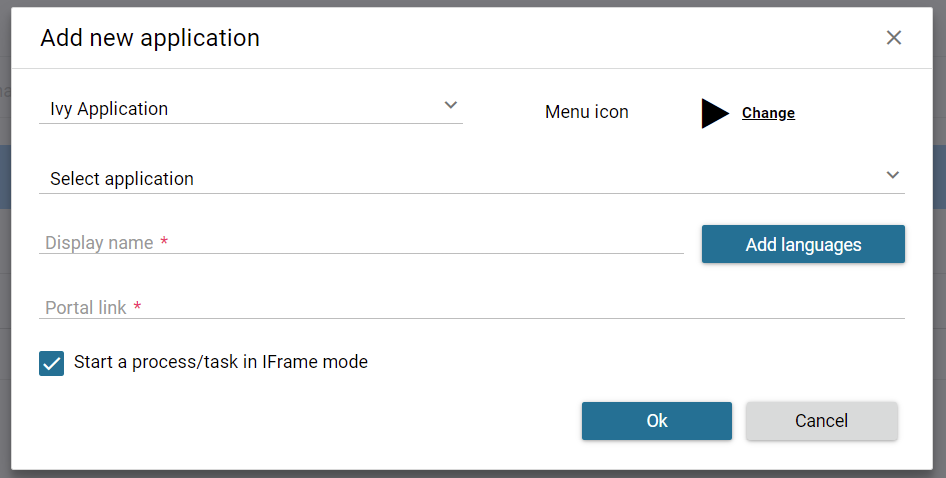 Add new application
Ivy Application
Menu icon
Change
Select application
Display name *
Add languages
Portal link *
Start a process/task in IFrame mode
Ok
Cancel